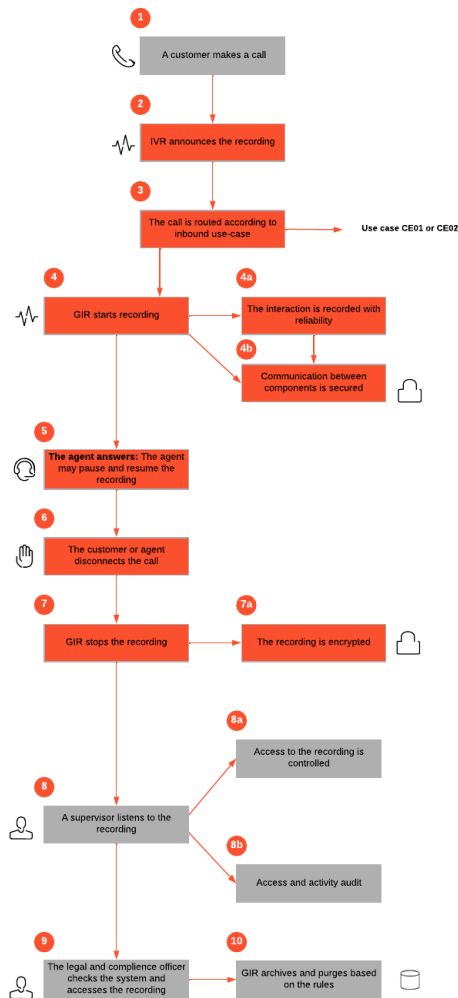 1
A customer makes a call
2
IVR announces the recording
3
The call is routed according to
inbound use-case
Use case CE01 or CE02
4
GIR starts recording
4a
The interaction is recorded with
reliability
4b
Communication between
components is secured
5
The agent answers: The agent
may pause and resume the
recording
6
The customer or agent
disconnects the call
7
GIR stops the recording
7a
The recording is encrypted
8a
Access to the recording is
controlled
8
A supervisor listens to the
recording
8b
Access and activity audit
9
The legal and complience officer
checks the system and
accesses the recording
10
GIR archives and purges based on
the rules